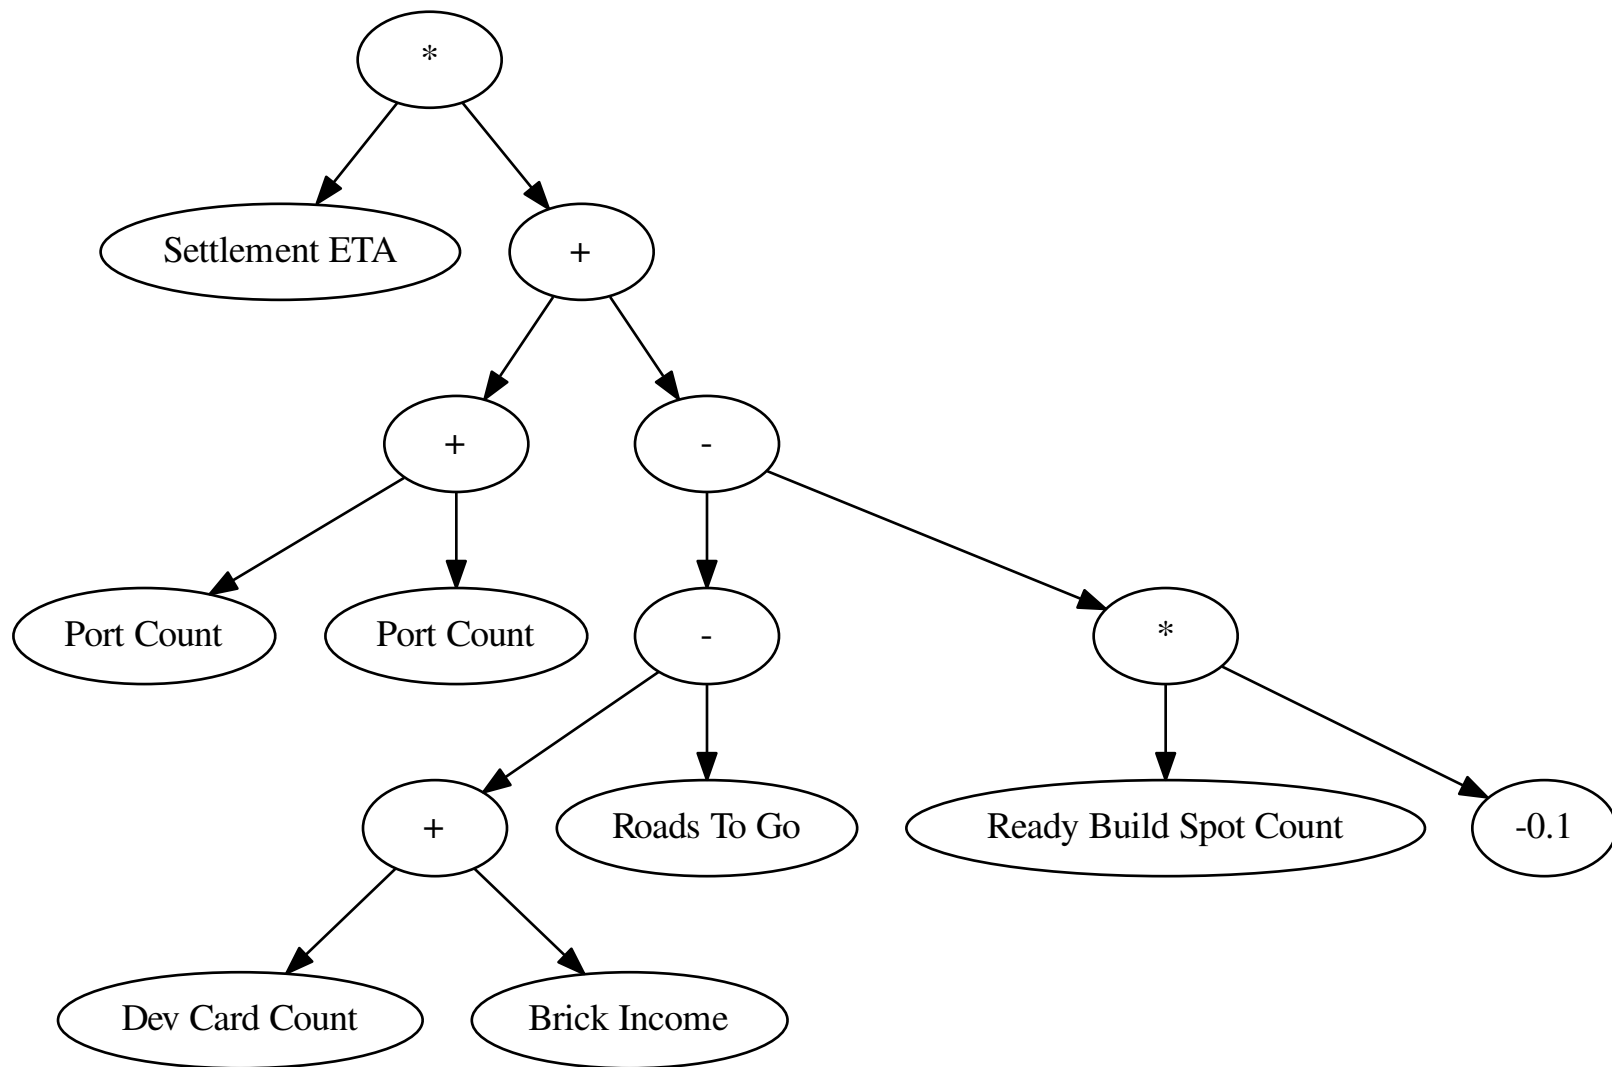 *
Settlement ETA
+
+
-
Port Count
Port Count
-
*
+
Roads To Go
Ready Build Spot Count
-0.1
Dev Card Count
Brick Income